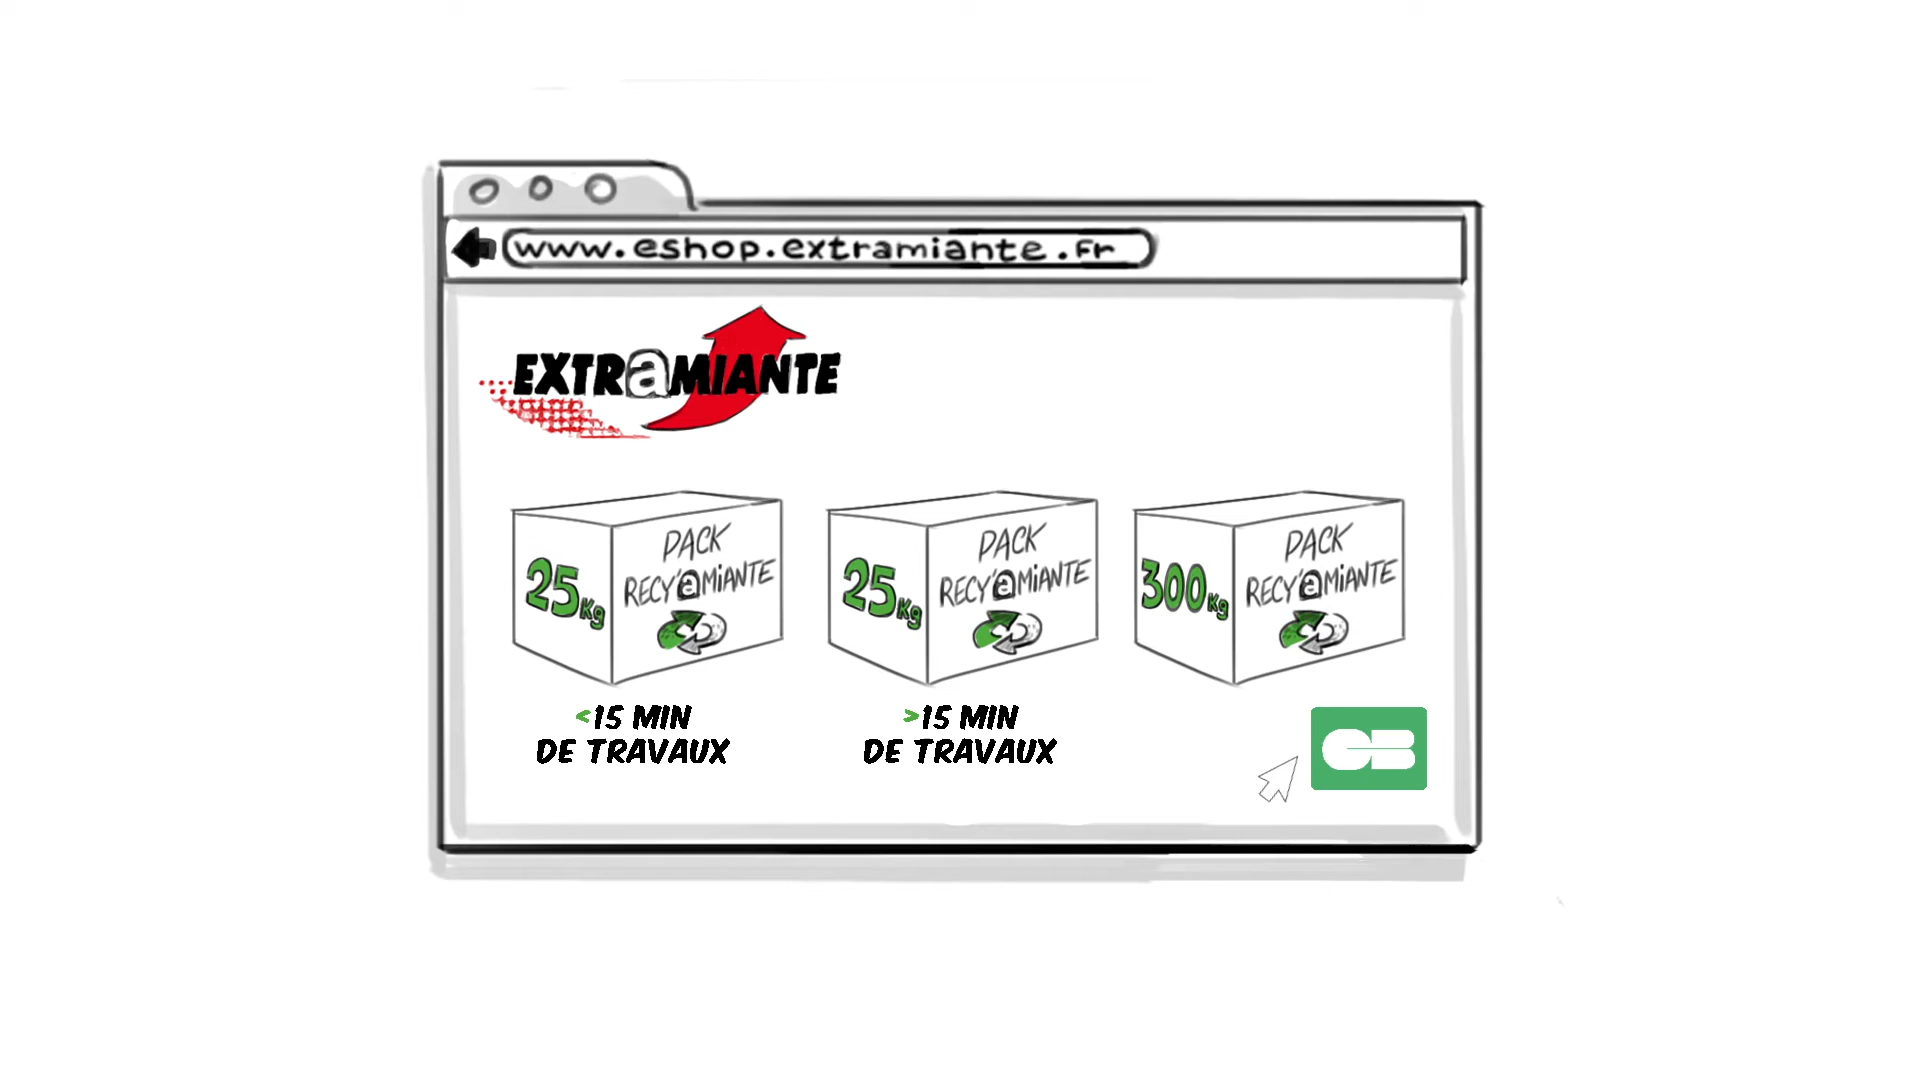 www.eshop.extramiante.fr
EXTRaMIANTE
25Kg
PACK
RECY'aMiANTE
25Kg
PACK
RECY'aMiANTE
300Kg
PACK
RECY'aMiANTE
<15 MIN
DE TRAVAUX
>15 MIN
DE TRAVAUX
CB